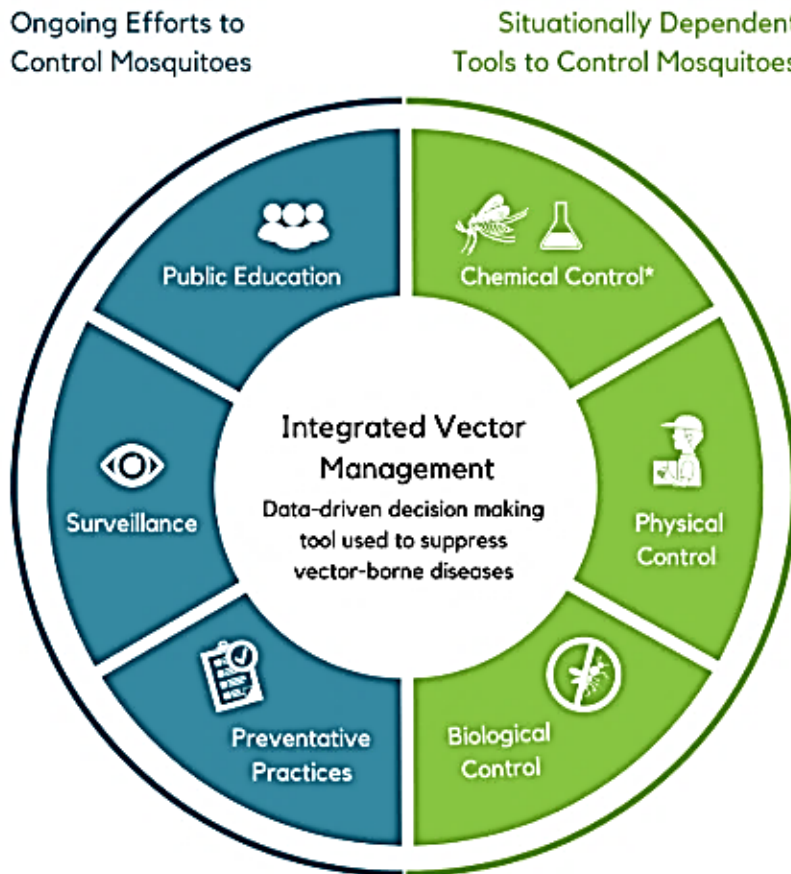 Ongoing Efforts to
Control Mosquitoes
Situationally Dependent
Tools to Control Mosquitoes
Public Education
Chemical Control*
Surveillance
Integrated Vector
Management
Data-driven decision making
tool used to suppress
vector-borne diseases
Physical
Control
Preventative
Practices
Biological
Control